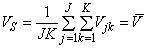 V_S = \frac{1}{JK} \sum_{j=1}^{J} \sum_{k=1}^{K} V_{jk} = \overline{V}